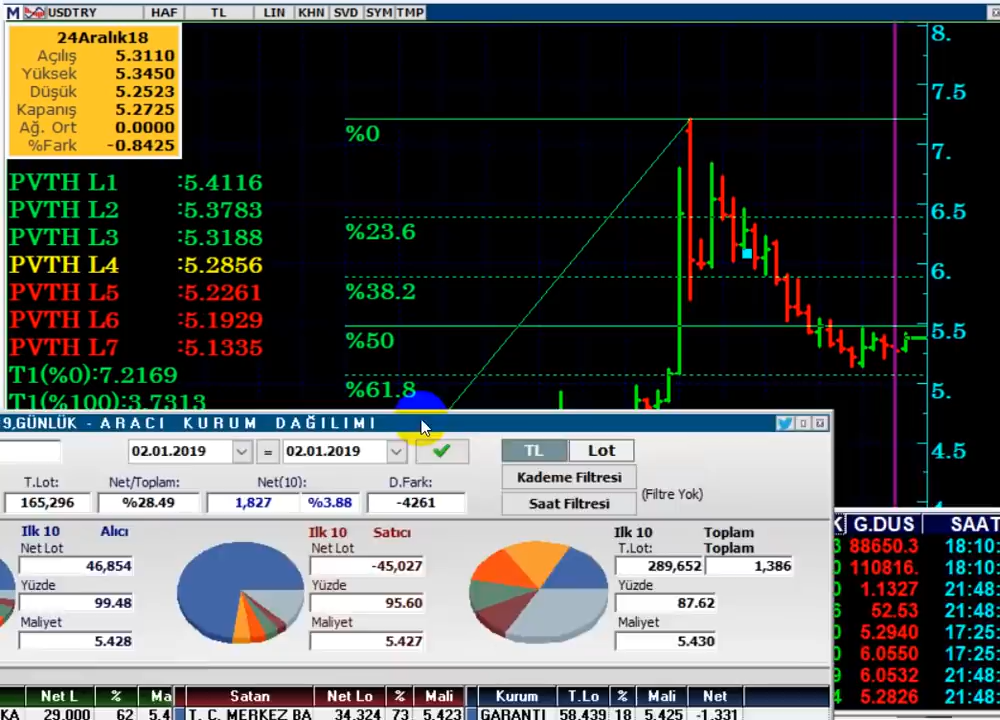 M USDTRY HAF TL LIN KHN SVD SYM TMP
24Aralık18
Açılış 5.3110
Yüksek 5.3450
Düşük 5.2523
Kapanış 5.2725
Ağ. Ort 0.0000
%Fark -0.8425
PVTH L1 :5.4116
PVTH L2 :5.3783
PVTH L3 :5.3188
PVTH L4 :5.2856
PVTH L5 :5.2261
PVTH L6 :5.1929
PVTH L7 :5.1335
T1(%0):7.2169
T1(%100):3.7313
%0
%23.6
%38.2
%50
%61.8
8.
7.5
7.
6.5
6.
5.5
5.
4.5
9,GÜNLÜK - ARACI KURUM DAĞILIMI
02.01.2019 = 02.01.2019 TL Lot
Kademe Filtresi
Saat Filtresi (Filtre Yok)
T.Lot: Net/Toplam: Net(10): D.Fark:
165,296 %28.49 1,827 %3.88 -4261
Ilk 10 Alıcı
Net Lot
46,854
Yüzde
99.48
Maliyet
5.428
Ilk 10 Satıcı
Net Lot
-45,027
Yüzde
95.60
Maliyet
5.427
Ilk 10 Toplam
T.Lot: Toplam
289,652 1,386
Yüzde
87.62
Maliyet
5.430
Net L % Ma Satan Net Lo % Mali Kurum T.Lo % Mali Net
KA 29.000 62 5.4 T. C. MERKEZ BA 34.324 73 5.423 GARANTI 58.439 18 5.425 -1.331
G.DUS SAAT
88650.3 18:10:
110816. 18:10:
1.1327 21:48:
52.53 21:48:
5.2940 17:25:
6.0550 17:25:
6.0532 21:48:
5.2826 21:48: